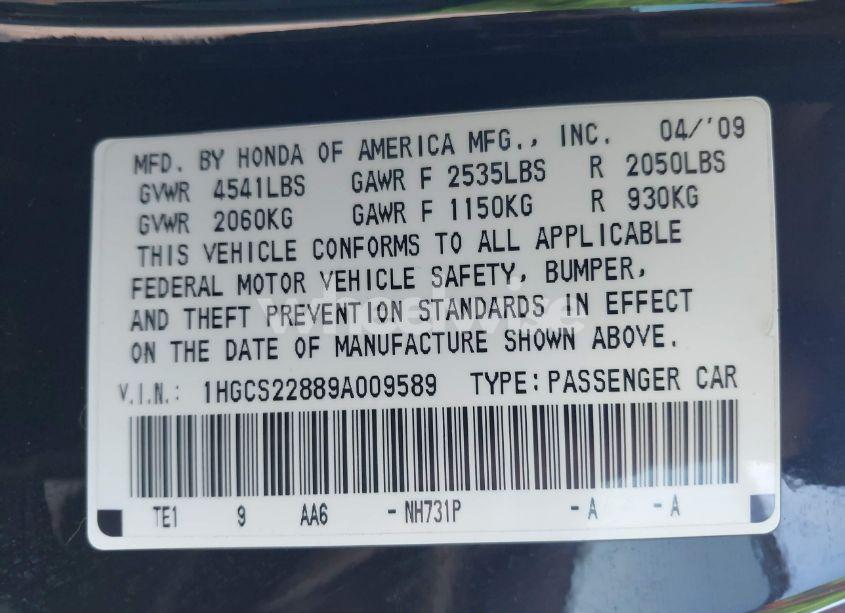 MFD. BY HONDA OF AMERICA MFG., INC. 04/'09
GVWR 4541LBS GAWR F 2535LBS R 2050LBS
GVWR 2060KG GAWR F 1150KG R 930KG
THIS VEHICLE CONFORMS TO ALL APPLICABLE
FEDERAL MOTOR VEHICLE SAFETY, BUMPER,
AND THEFT PREVENTION STANDARDS IN EFFECT
ON THE DATE OF MANUFACTURE SHOWN ABOVE.
V.I.N.: 1HGCS22889A009589 TYPE:PASSENGER CAR
TE1 9 AA6 -NH731P -A -A
wheelwise